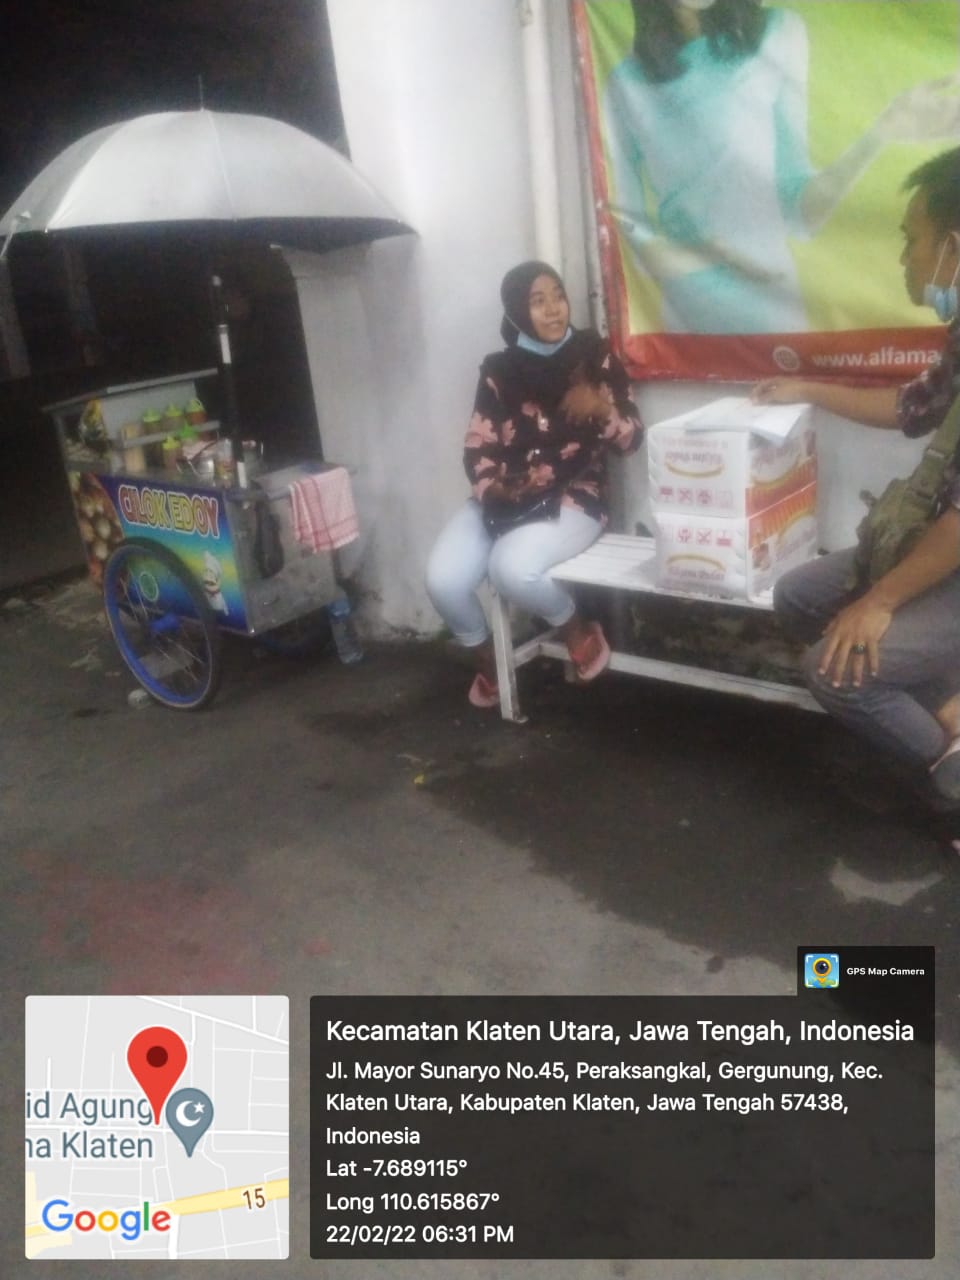 www.alfama
CILOK EDOY
GPS Map Camera
Kecamatan Klaten Utara, Jawa Tengah, Indonesia
Jl. Mayor Sunaryo No.45, Peraksangkal, Gergunung, Kec.
Klaten Utara, Kabupaten Klaten, Jawa Tengah 57438,
Indonesia
Lat -7.689115°
Long 110.615867°
22/02/22 06:31 PM
id Agung
na Klaten
15
Google